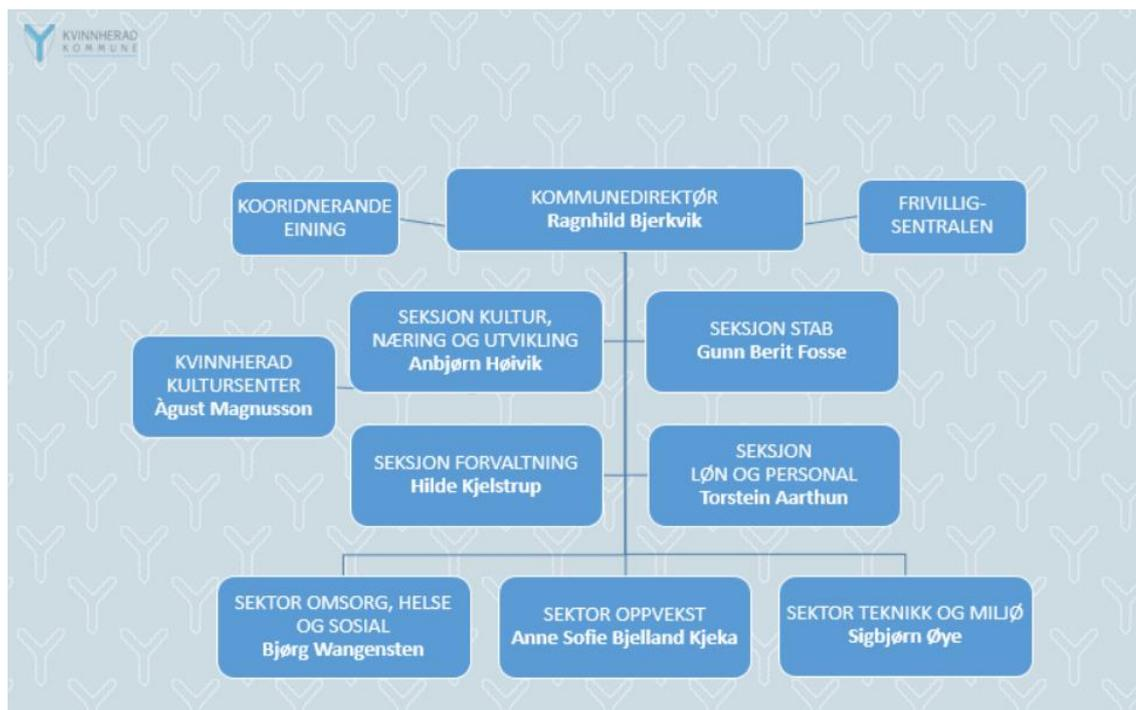 KVINNHERAD
KOMMUNE
KOORIDNERANDE
EINING
KOMMUNEDIREKTØR
Ragnhild Bjerkvik
FRIVILLIG-
SENTRALEN
SEKSJON KULTUR,
NÆRING OG UTVIKLING
Anbjørn Høivik
SEKSJON STAB
Gunn Berit Fosse
KVINNHERAD
KULTURSENTER
Àgust Magnusson
SEKSJON FORVALTNING
Hilde Kjelstrup
SEKSJON
LØN OG PERSONAL
Torstein Aarthun
SEKTOR OMSORG, HELSE
OG SOSIAL
Bjørg Wangensten
SEKTOR OPPVEKST
Anne Sofie Bjelland Kjeka
SEKTOR TEKNIKK OG MILJØ
Sigbjørn Øye